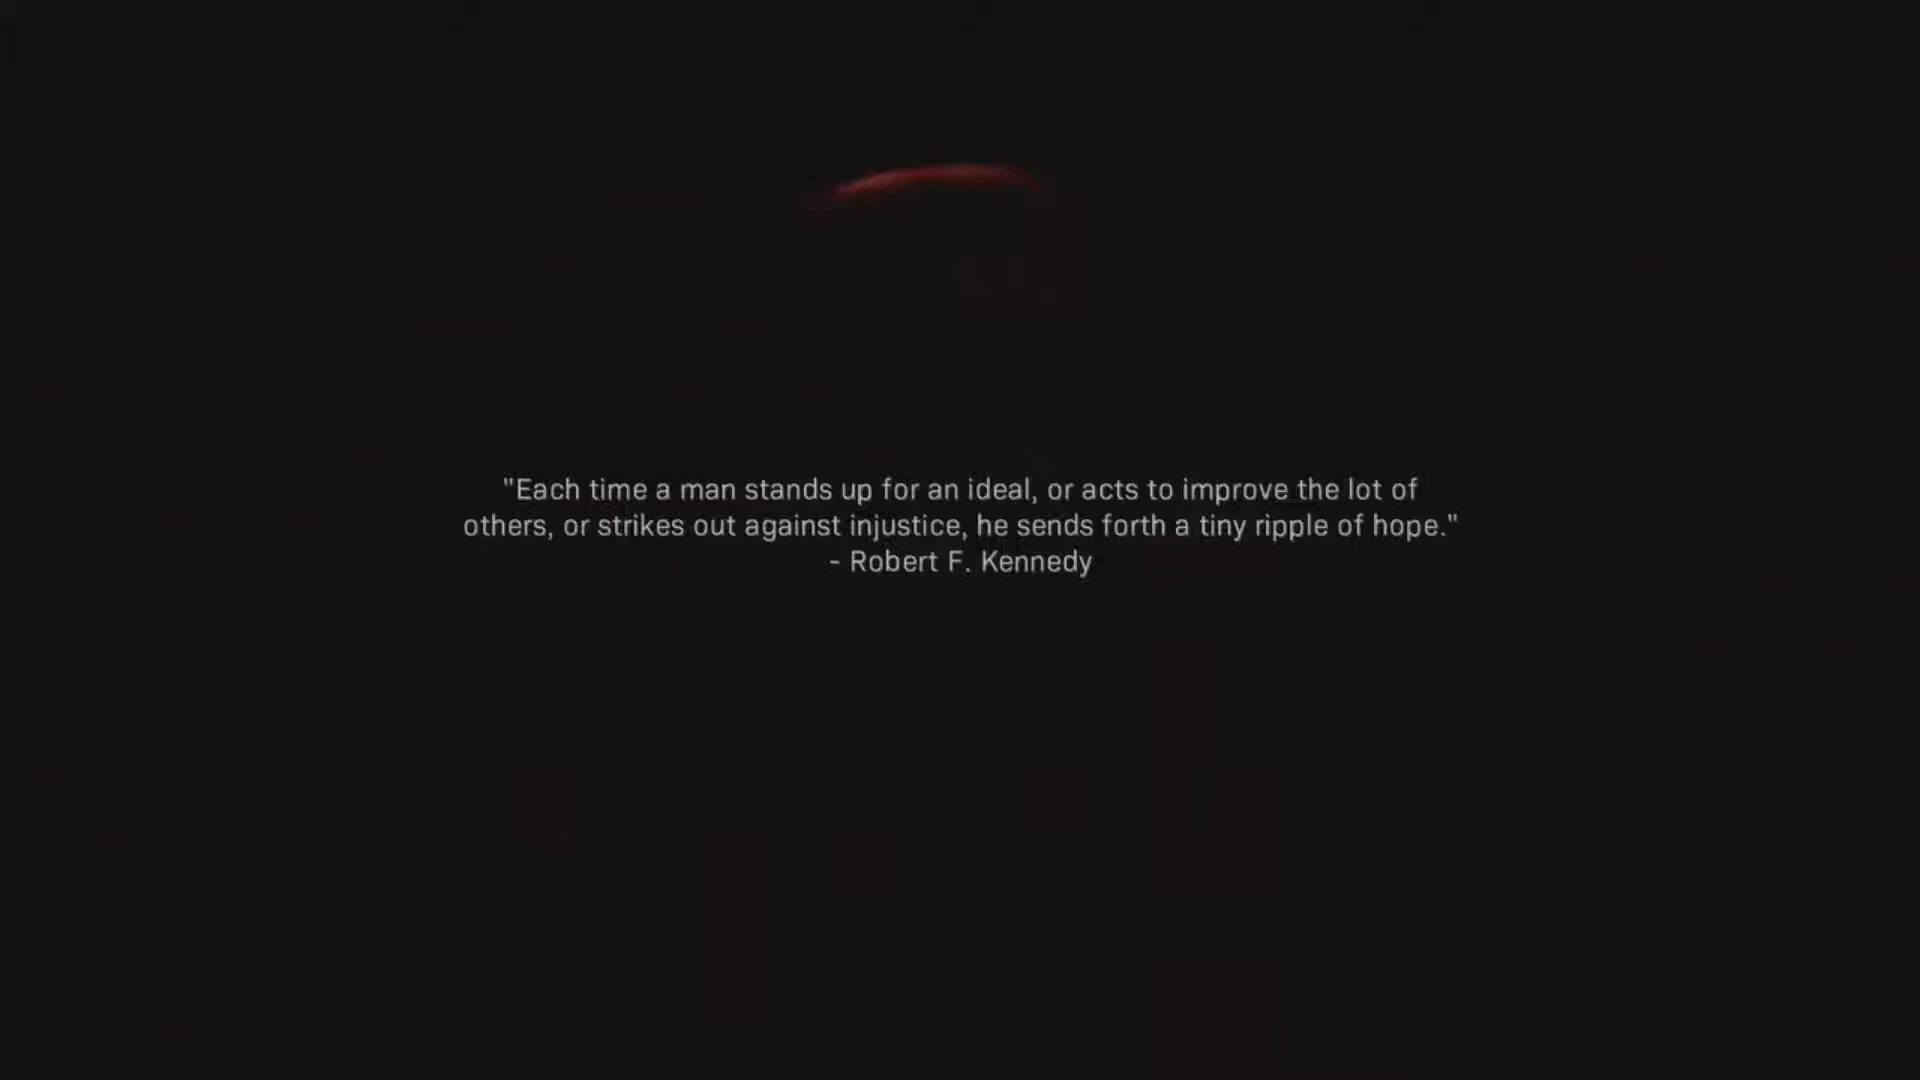 "Each time a man stands up for an ideal, or acts to improve the lot of
others, or strikes out against injustice, he sends forth a tiny ripple of hope."
- Robert F. Kennedy